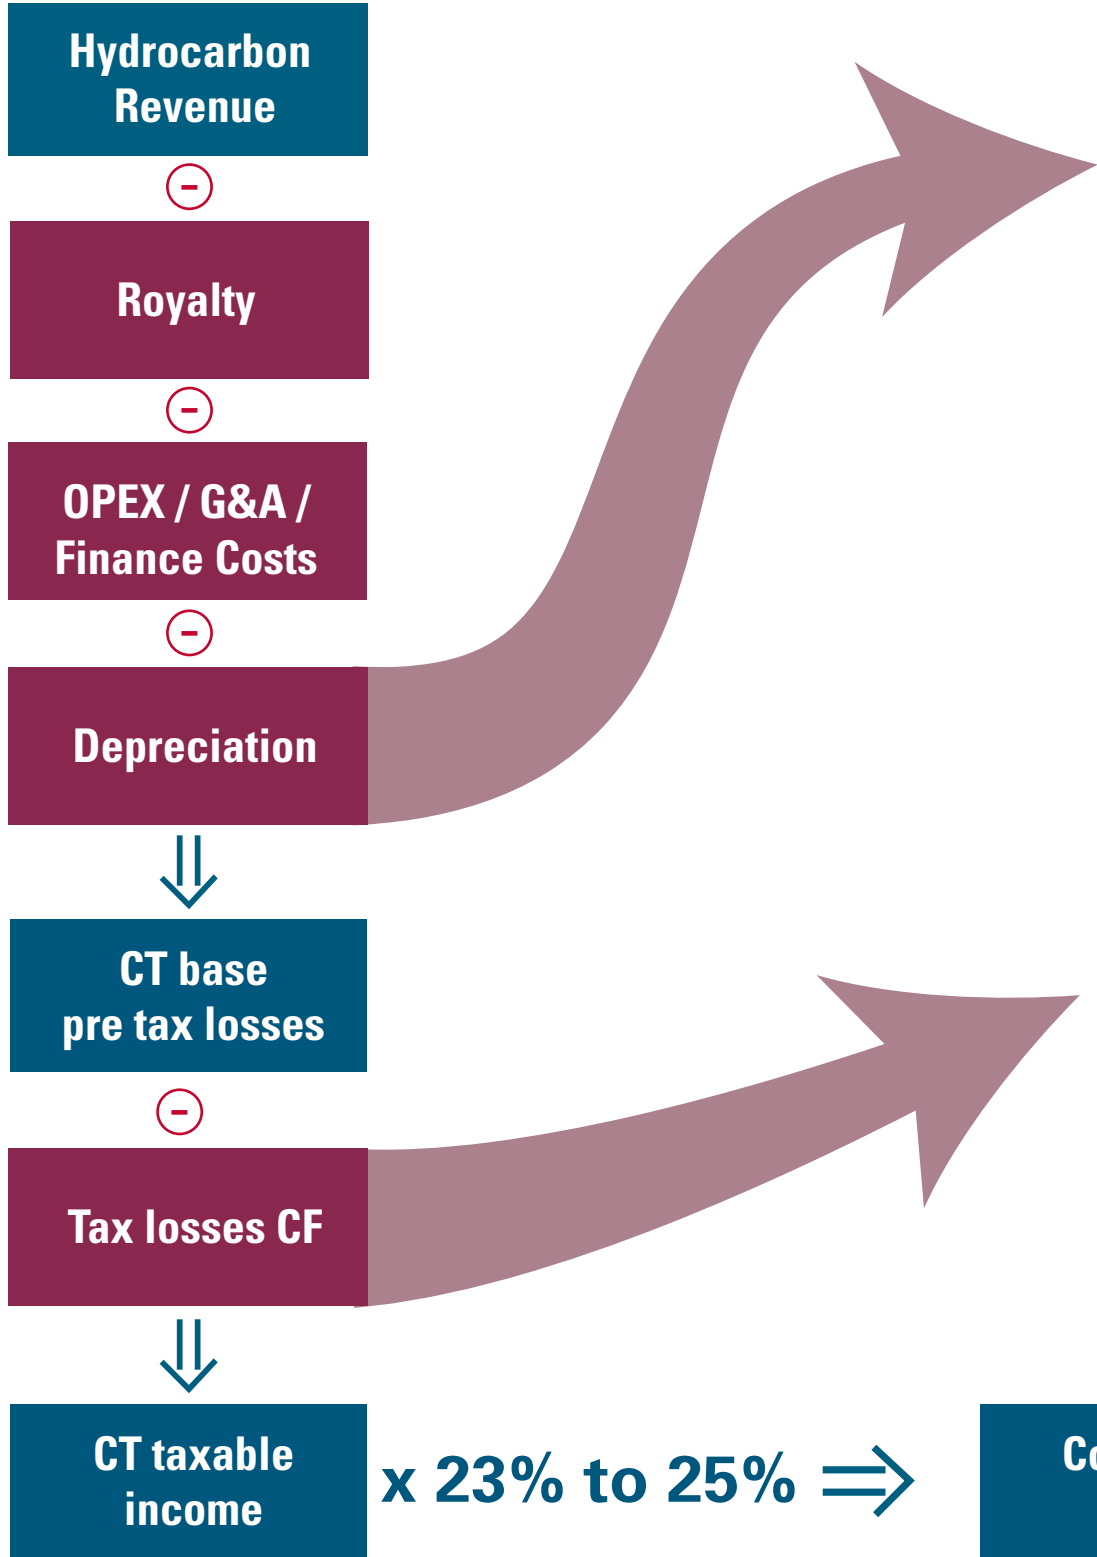 Hydrocarbon
Revenue
-
Royalty
-
OPEX / G&A /
Finance Costs
-
Depreciation
CT base
pre tax losses
-
Tax losses CF
CT taxable
income
x 23% to 25%